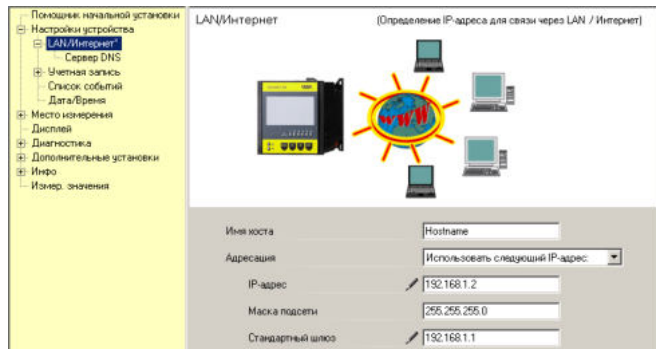 Помощник начальной установки
Настройки устройства
LAN/Интернет*
Сервер DNS
Учетная запись
Список событий
Дата/Время
Место измерения
Дисплей
Диагностика
Дополнительные установки
Инфо
Измер. значения
LAN/Интернет (Определение IP-адреса для связи через LAN / Интернет)
WWW
Имя хоста Hostname
Адресация Использовать следующий IP-адрес:
IP-адрес 192.168.1.2
Маска подсети 255.255.255.0
Стандартный шлюз 192.168.1.1